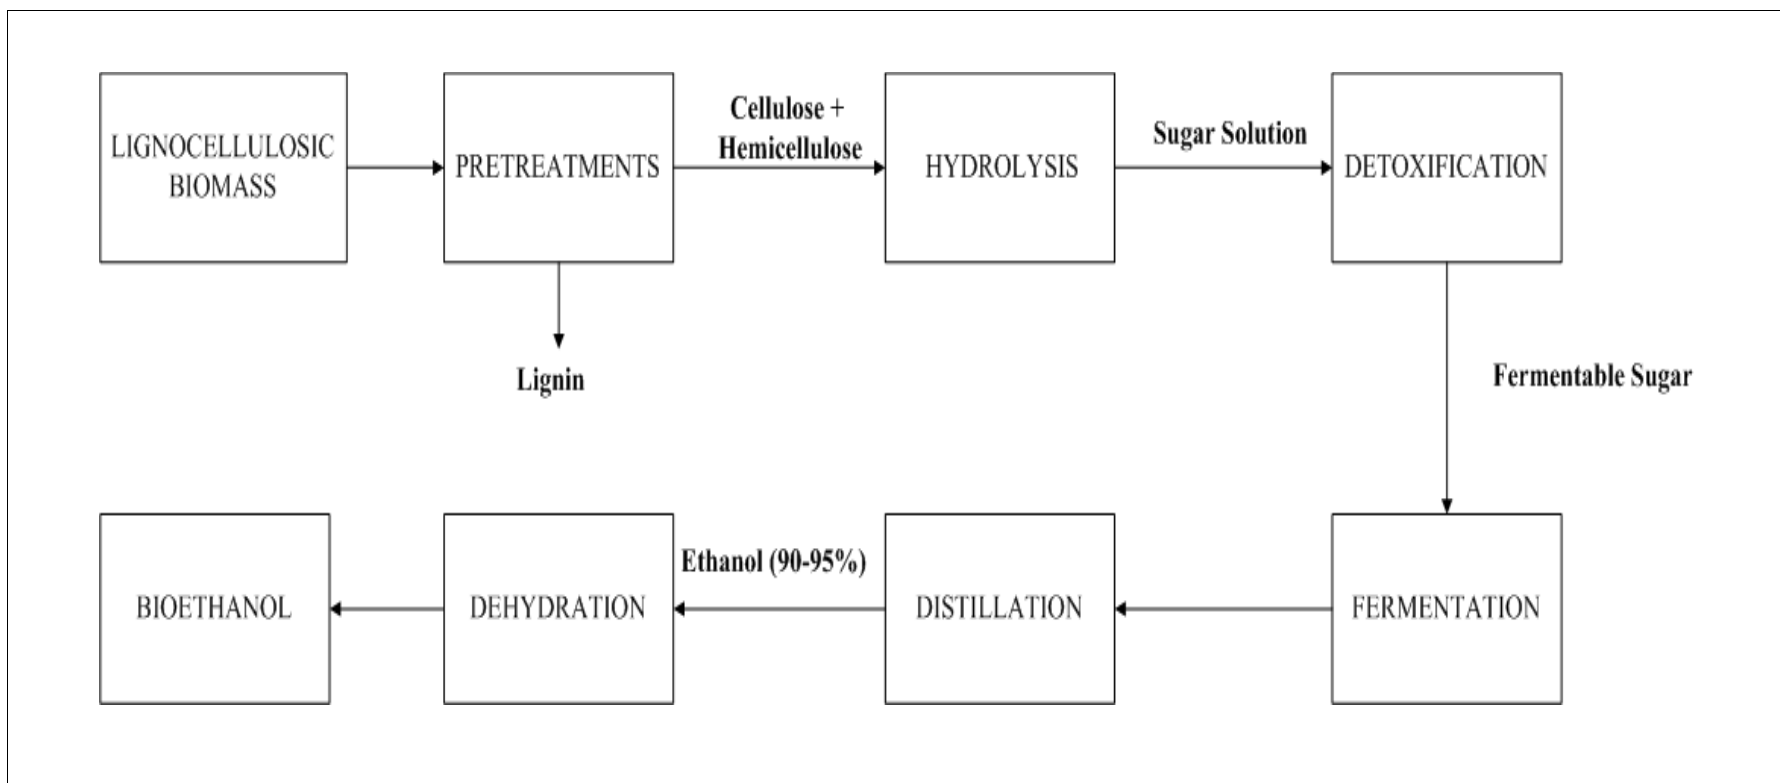 LIGNOCELLULOSIC
BIOMASS
PRETREATMENTS
Cellulose +
Hemicellulose
HYDROLYSIS
Sugar Solution
DETOXIFICATION
Lignin
Fermentable Sugar
BIOETHANOL
DEHYDRATION
Ethanol (90-95%)
DISTILLATION
FERMENTATION